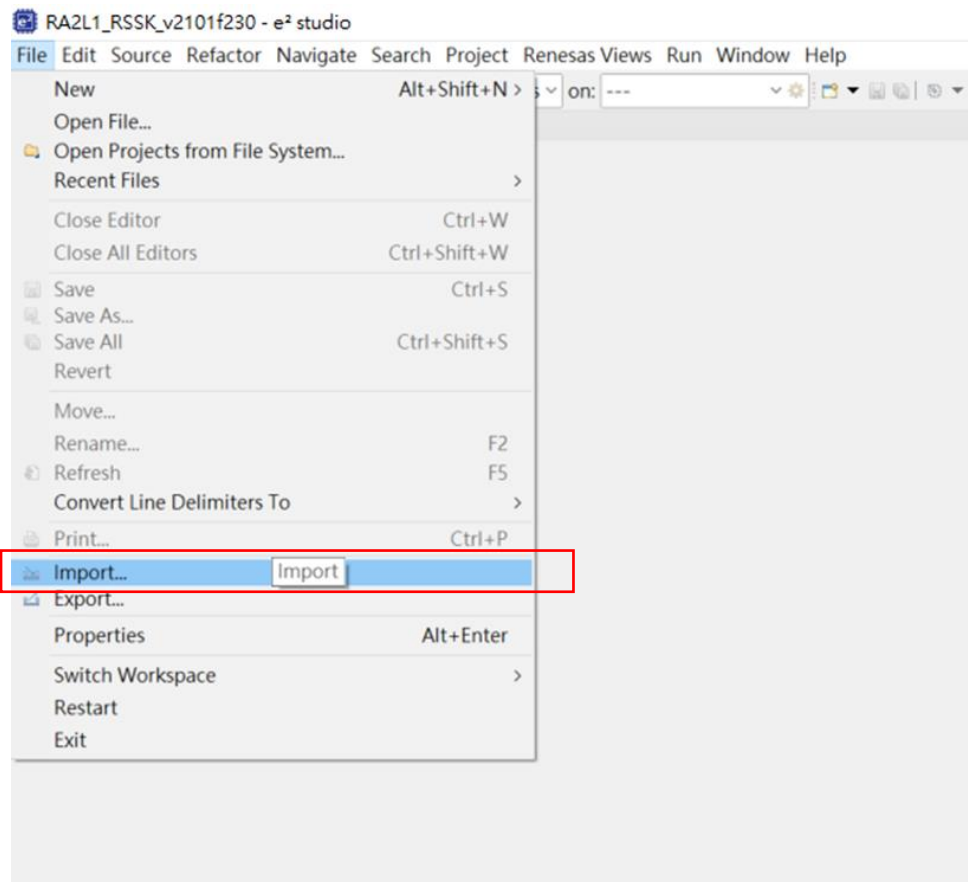 RA2L1_RSSK_v2101f230 - e² studio
File Edit Source Refactor Navigate Search Project Renesas Views Run Window Help
New Alt+Shift+N >
on: ---
Open File...
Open Projects from File System...
Recent Files >
Close Editor Ctrl+W
Close All Editors Ctrl+Shift+W
Save Ctrl+S
Save As...
Save All Ctrl+Shift+S
Revert
Move...
Rename... F2
Refresh F5
Convert Line Delimiters To >
Print... Ctrl+P
Import... Import
Export...
Properties Alt+Enter
Switch Workspace >
Restart
Exit